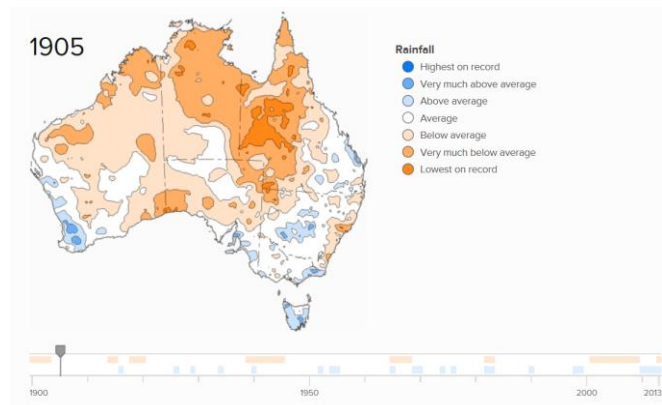 1905
Rainfall
Highest on record
Very much above average
Above average
Average
Below average
Very much below average
Lowest on record
1900 1950 2000 2013